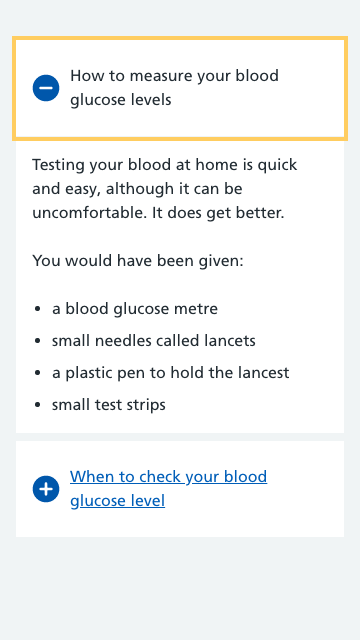 How to measure your blood
glucose levels
Testing your blood at home is quick
and easy, although it can be
uncomfortable. It does get better.
You would have been given:
• a blood glucose metre
• small needles called lancets
• a plastic pen to hold the lancest
• small test strips
When to check your blood
glucose level